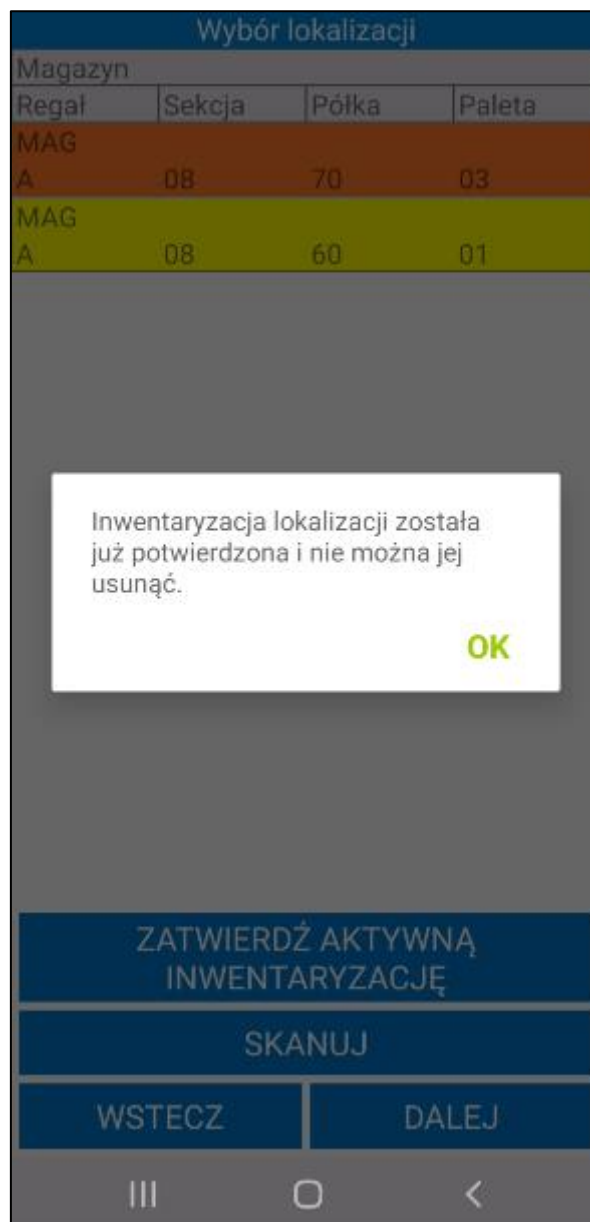 Wybór lokalizacji
Magazyn
Regał Sekcja Półka Paleta
MAG
A 08 70 03
MAG
A 08 60 01
Inwentaryzacja lokalizacji została
już potwierdzona i nie można jej
usunąć.
OK
ZATWIERDŹ AKTYWNĄ
INWENTARYZACJĘ
SKANUJ
WSTECZ DALEJ